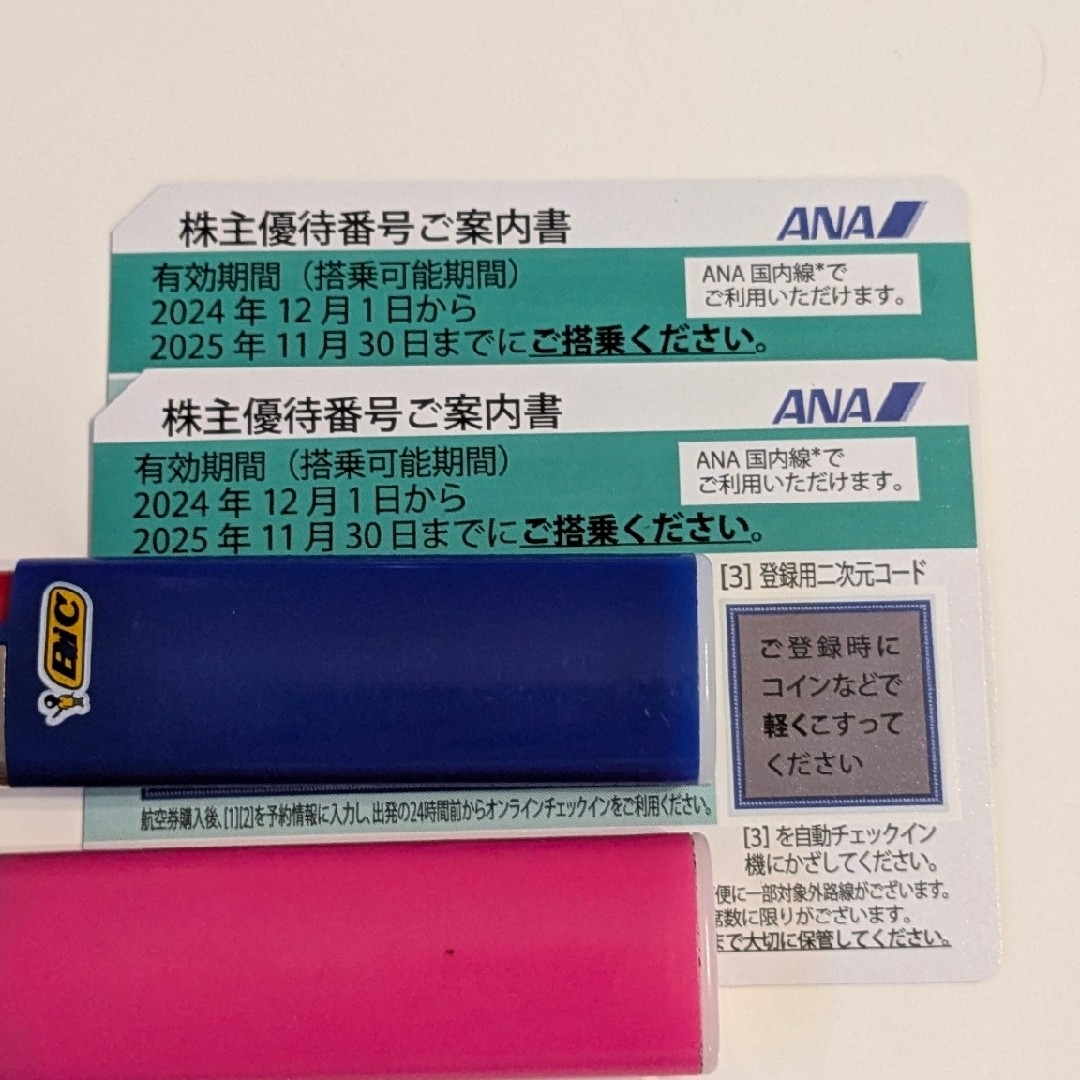 株主優待番号ご案内書
ANA
有効期間（搭乗可能期間）
2024年12月1日から
2025年11月30日までにご搭乗ください。
ANA国内線*で
ご利用いただけます。
株主優待番号ご案内書
ANA
有効期間（搭乗可能期間）
2024年12月1日から
2025年11月30日までにご搭乗ください。
ANA国内線*で
ご利用いただけます。
BIC
[3] 登録用二次元コード
ご登録時に
コインなどで
軽くこすって
ください
航空券購入後、[1][2]を予約情報に入力し、出発の24時間前からオンラインチェックインをご利用ください。
[3] を自動チェックイン
機にかざしてください。
便に一部対象外路線がございます。
席数に限りがございます。
まで大切に保管してください。